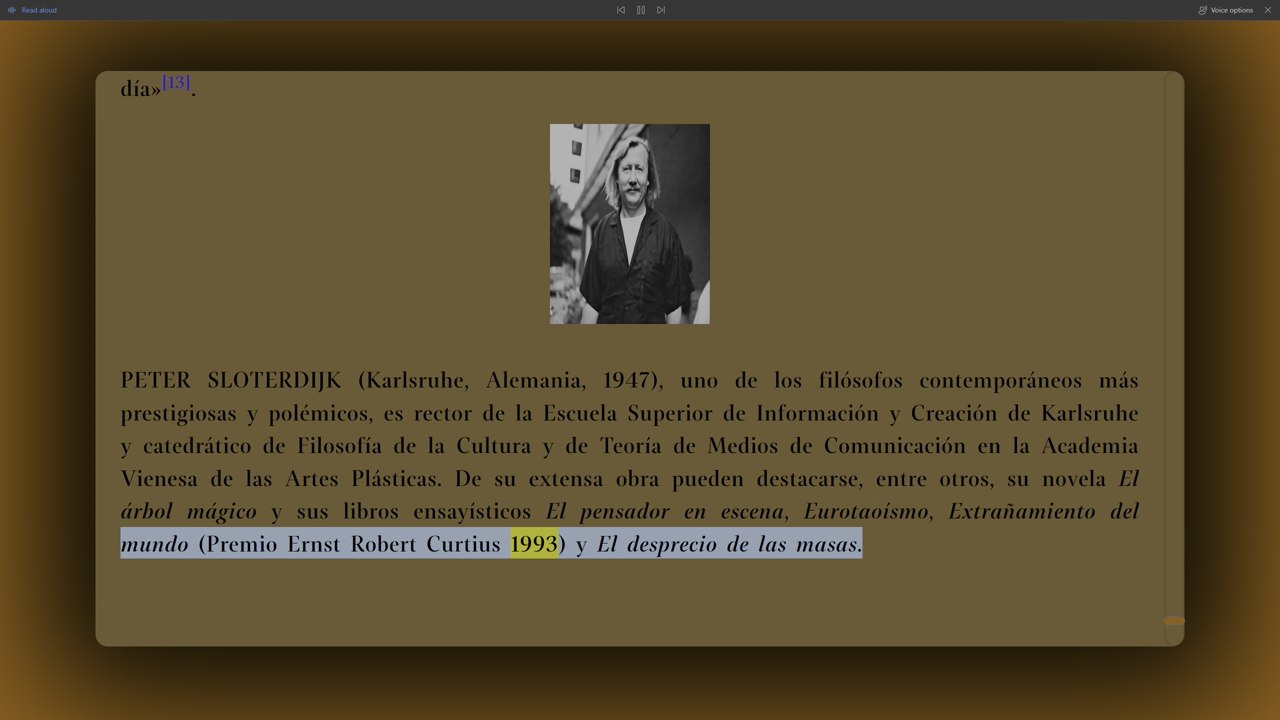 Read aloud
Voice options
día»[13].
PETER SLOTERDIJK (Karlsruhe, Alemania, 1947), uno de los filósofos contemporáneos más
prestigiosas y polémicos, es rector de la Escuela Superior de Información y Creación de Karlsruhe
y catedrático de Filosofía de la Cultura y de Teoría de Medios de Comunicación en la Academia
Vienesa de las Artes Plásticas. De su extensa obra pueden destacarse, entre otros, su novela El
árbol mágico y sus libros ensayísticos El pensador en escena, Eurotaoísmo, Extrañamiento del
mundo (Premio Ernst Robert Curtius 1993) y El desprecio de las masas.